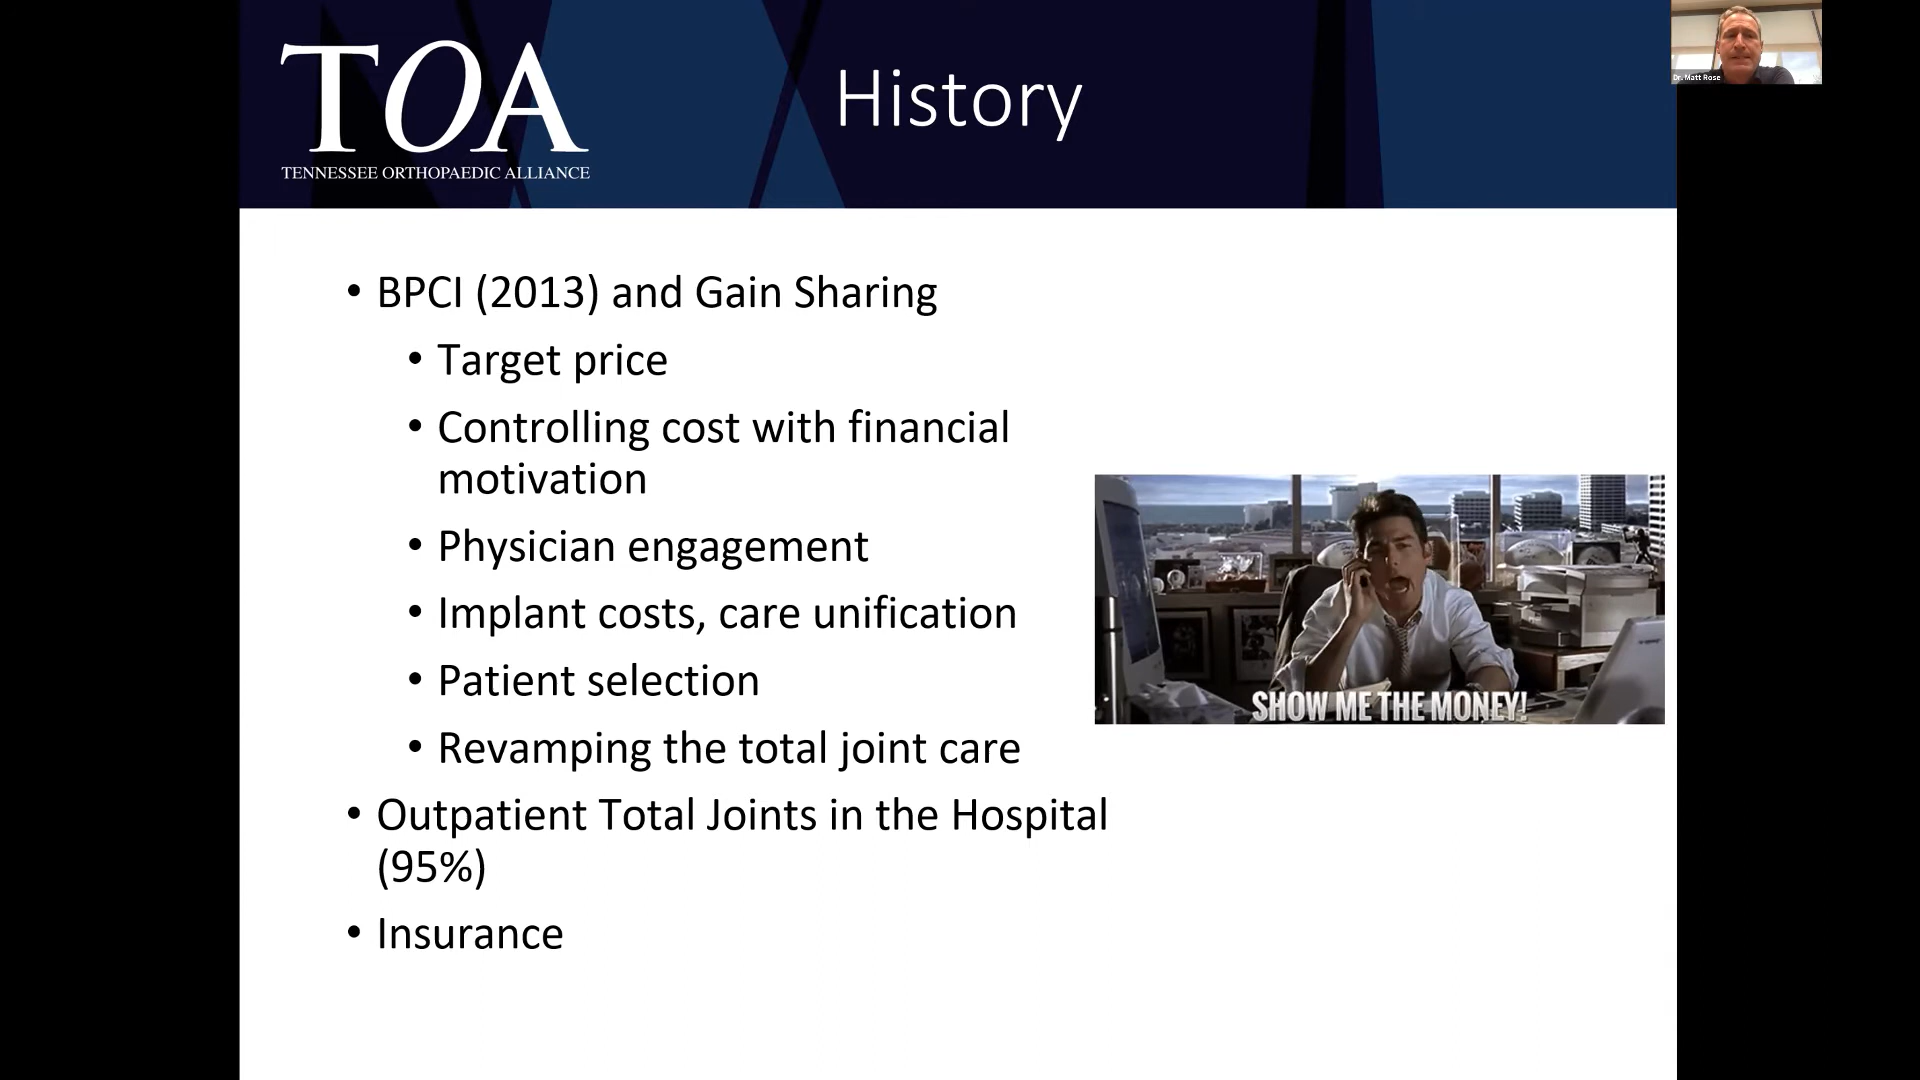 TOA
TENNESSEE ORTHOPAEDIC ALLIANCE
History
Dr. Matt Rose
• BPCI (2013) and Gain Sharing
• Target price
• Controlling cost with financial
motivation
• Physician engagement
• Implant costs, care unification
• Patient selection
• Revamping the total joint care
• Outpatient Total Joints in the Hospital
(95%)
• Insurance
SHOW ME THE MONEY!